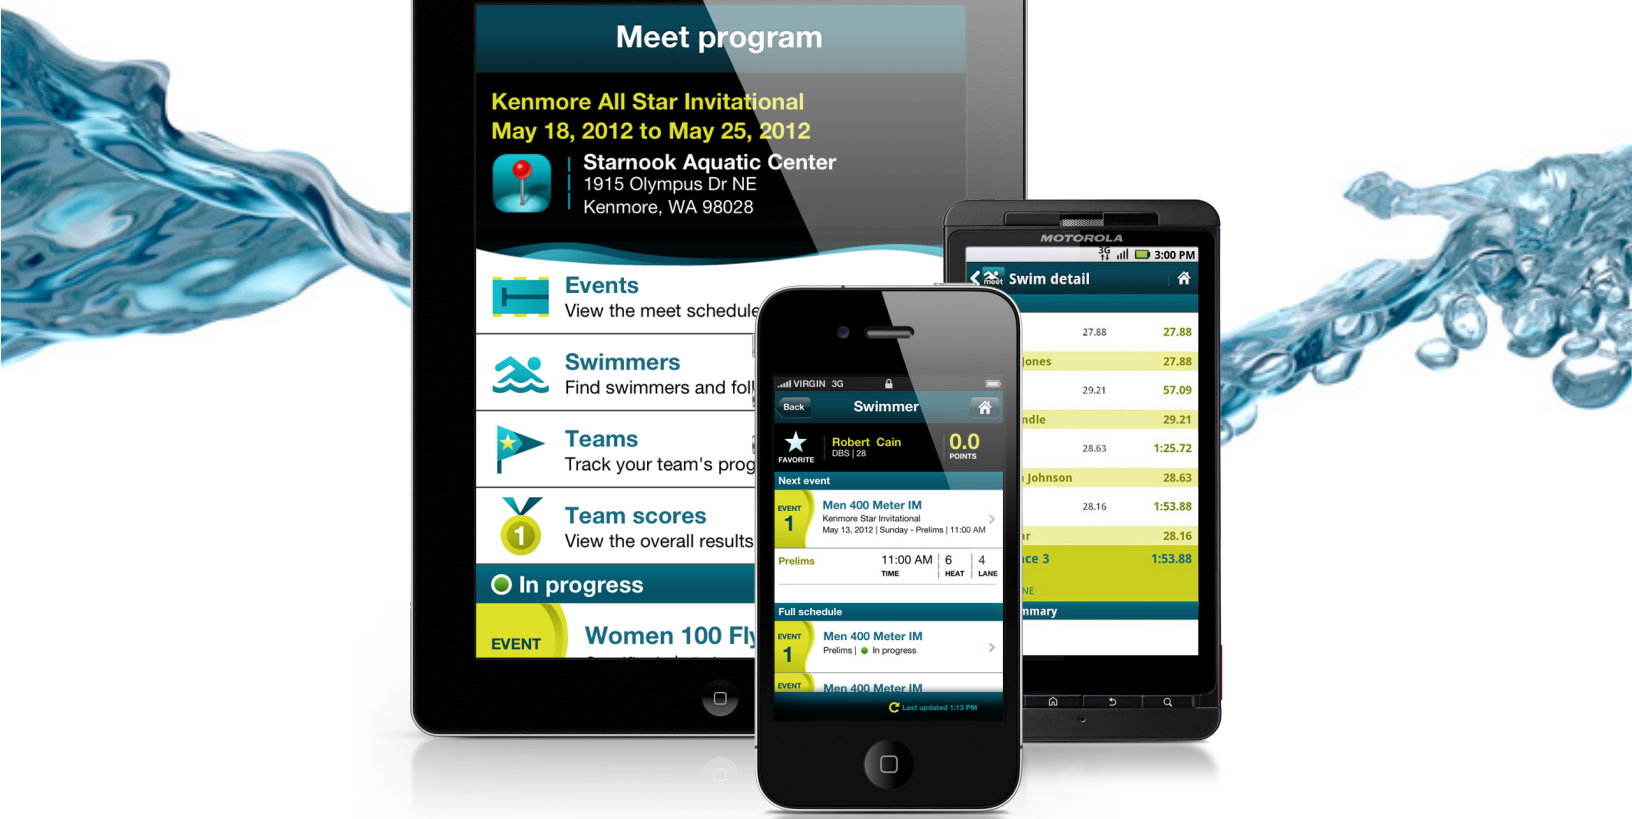 Meet program
Kenmore All Star Invitational
May 18, 2012 to May 25, 2012
Starnook Aquatic Center
1915 Olympus Dr NE
Kenmore, WA 98028
Events
View the meet schedule
Swimmers
Find swimmers and
Teams
Track your team's
Team scores
1
View the overall results
In progress
EVENT
Women 100
VIRGIN 3G
Back
Swimmer
FAVORITE
Robert Cain
DBS | 28
0.0
POINTS
Next event
EVENT
1
Men 400 Meter IM
Kenmore Star Invitational
May 13, 2012 | Sunday - Prelims | 11:00 AM
Prelims
11:00 AM
TIME
6
HEAT
4
LANE
Full schedule
EVENT
1
Men 400 Meter IM
Prelims | In progress
EVENT
Men 400 Meter IM
Last updated 1:13 PM
MOTOROLA
3G
3:00 PM
meet
Swim detail
27.88 27.88
Jones 27.88
29.21 57.09
29.21
28.63 1:25.72
Johnson 28.63
28.16 1:53.88
28.16
3 1:53.88